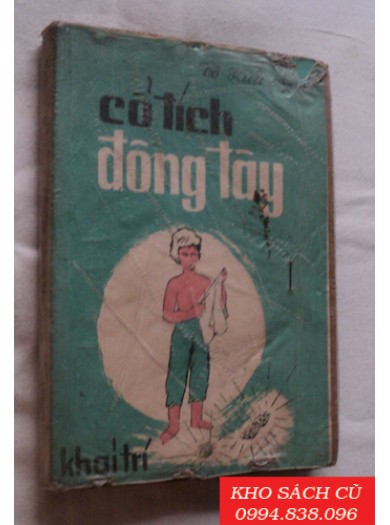 cổ tích
đông tây
khai trí
KHO SÁCH CŨ
0994.838.096